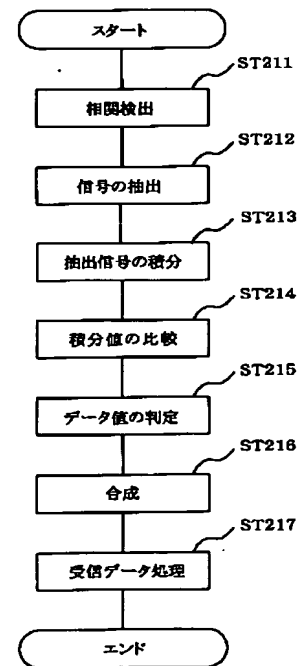 スタート
ST211
相関検出
ST212
信号の抽出
ST213
抽出信号の積分
ST214
積分値の比較
ST215
データ値の判定
ST216
合成
ST217
受信データ処理
エンド